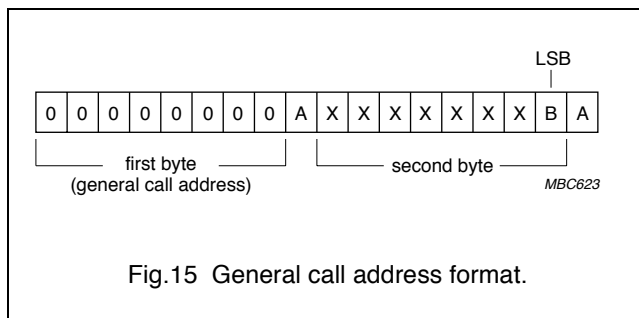 LSB
0 0 0 0 0 0 0 0 A X X X X X X X B A
first byte
(general call address)
second byte
MBC623
Fig.15 General call address format.